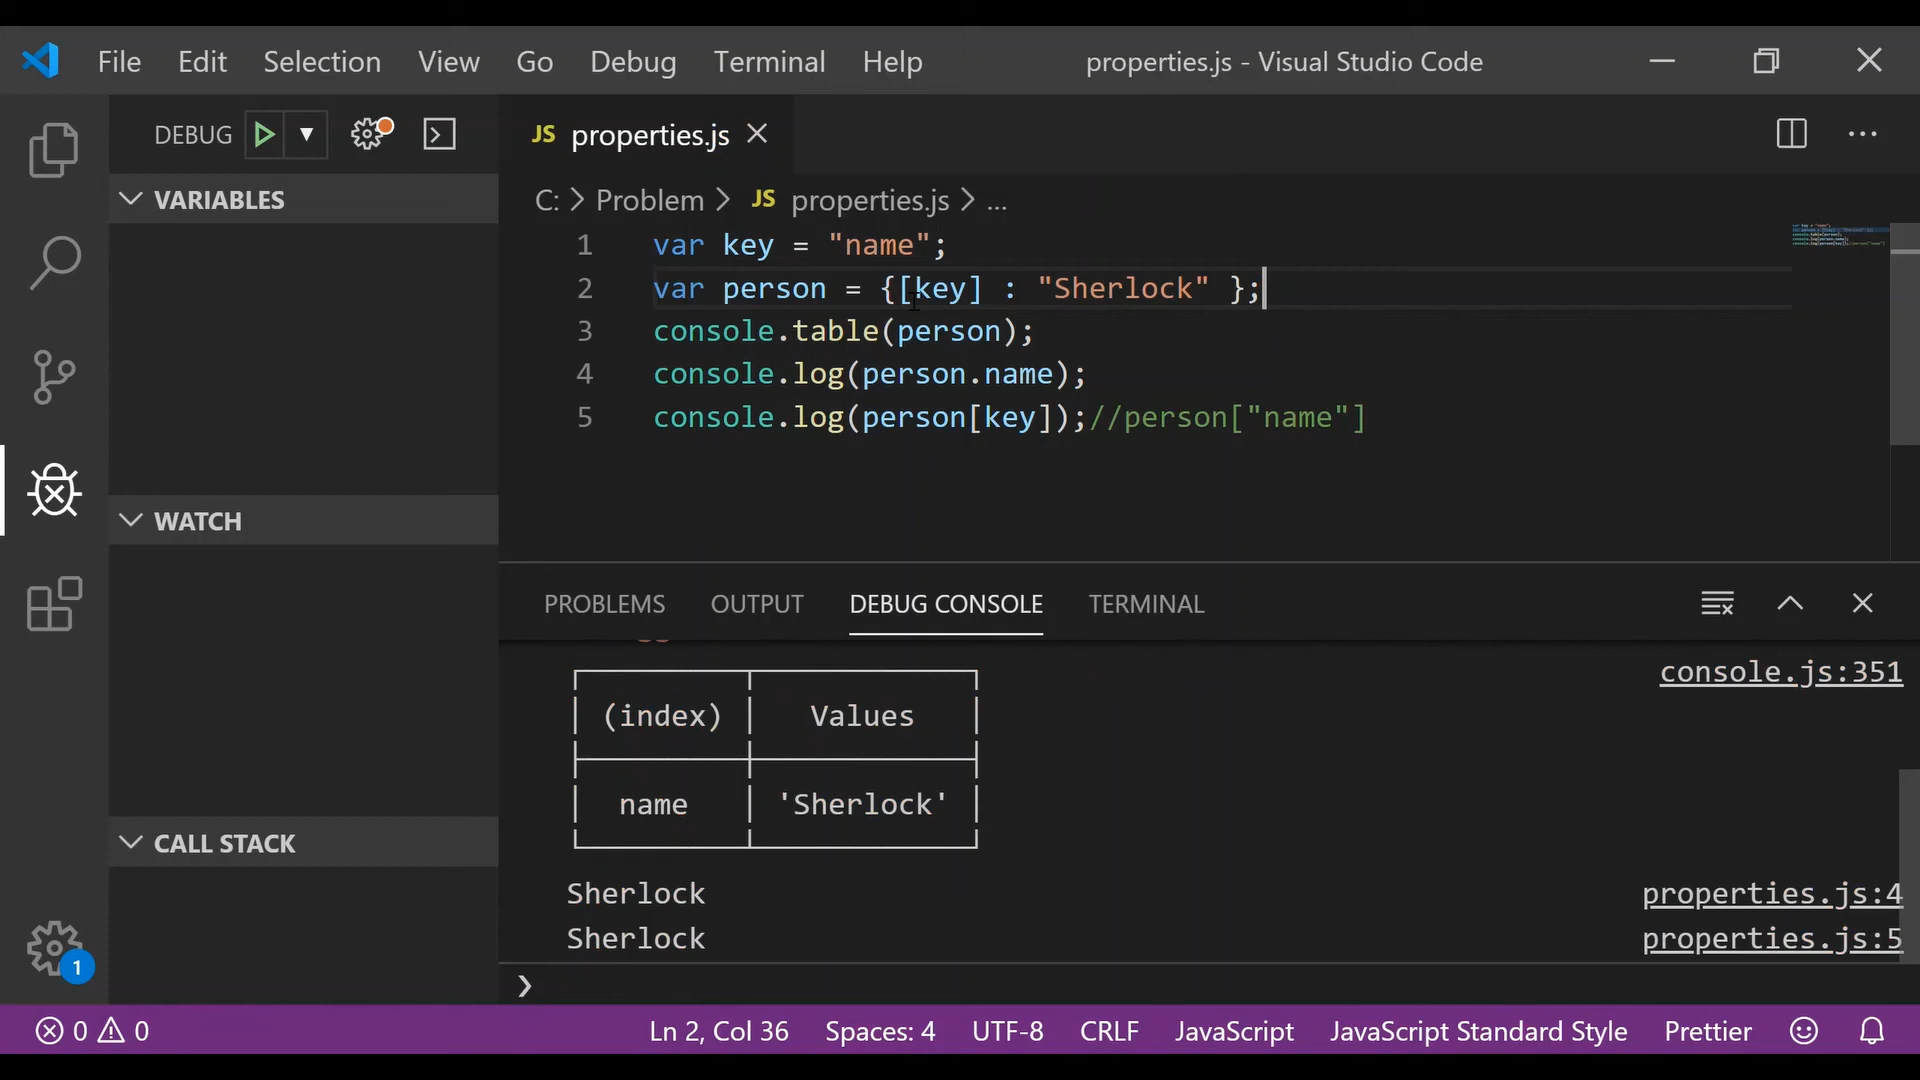 File Edit Selection View Go Debug Terminal Help properties.js - Visual Studio Code
DEBUG
JS properties.js
VARIABLES
C: > Problem > JS properties.js > ...
1 var key = "name";
2 var person = {[key] : "Sherlock" };
3 console.table(person);
4 console.log(person.name);
5 console.log(person[key]);//person["name"]
WATCH
PROBLEMS OUTPUT DEBUG CONSOLE TERMINAL
console.js:351
(index) Values
name 'Sherlock'
CALL STACK
Sherlock properties.js:4
Sherlock properties.js:5
1
0 0 Ln 2, Col 36 Spaces: 4 UTF-8 CRLF JavaScript JavaScript Standard Style Prettier